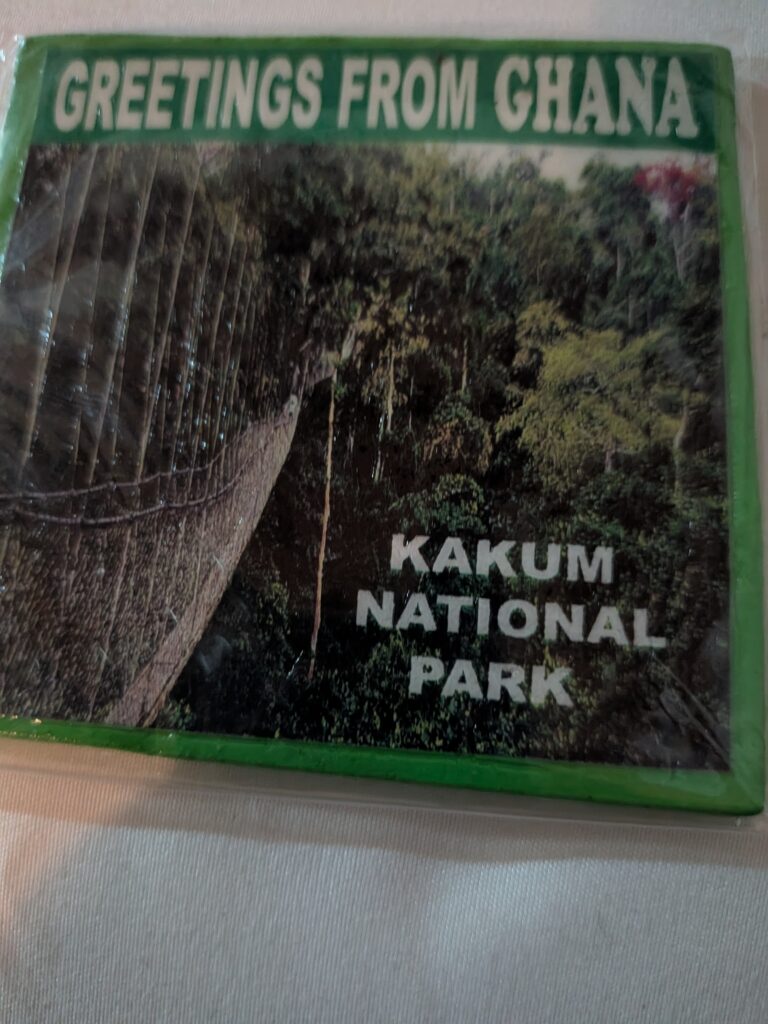 GREETINGS FROM GHANA
KAKUM
NATIONAL
PARK